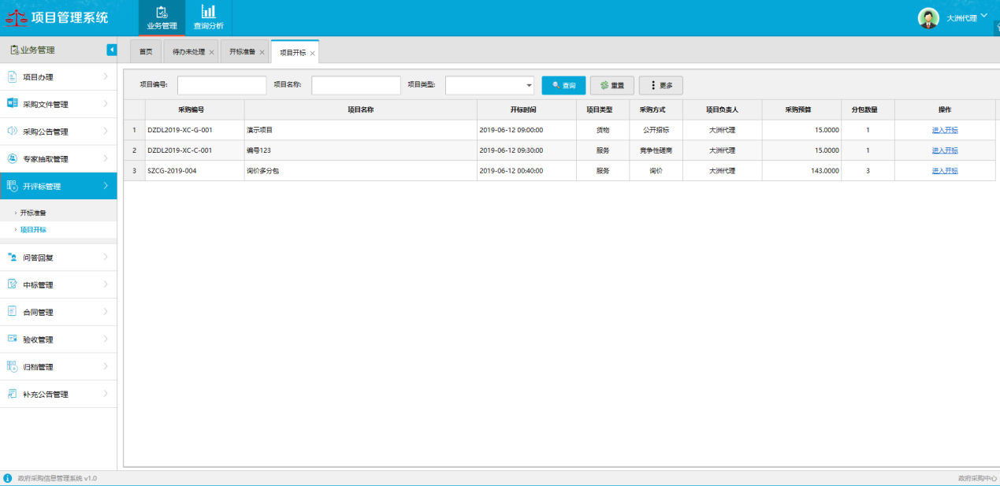 项目管理系统
业务管理
查询分析
大洲代理
业务管理
首页
待办未处理
开标准备
项目开标
项目办理
采购文件管理
采购公告管理
专家抽取管理
开评标管理
开标准备
项目开标
问答回复
中标管理
合同管理
验收管理
归档管理
补充公告管理
项目编号:
项目名称:
项目类型:
查询
重置
更多
采购编号 项目名称 开标时间 项目类型 采购方式 项目负责人 采购预算 分包数量 操作
1 DZDL2019-XC-G-001 演示项目 2019-06-12 09:00:00 货物 公开招标 大洲代理 15.0000 1 进入开标
2 DZDL2019-XC-C-001 编号123 2019-06-12 09:30:00 服务 竞争性磋商 大洲代理 15.0000 1 进入开标
3 SZCG-2019-004 询价多分包 2019-06-12 00:40:00 服务 询价 大洲代理 143.0000 3 进入开标
政府采购信息管理系统 v1.0
政府采购中心